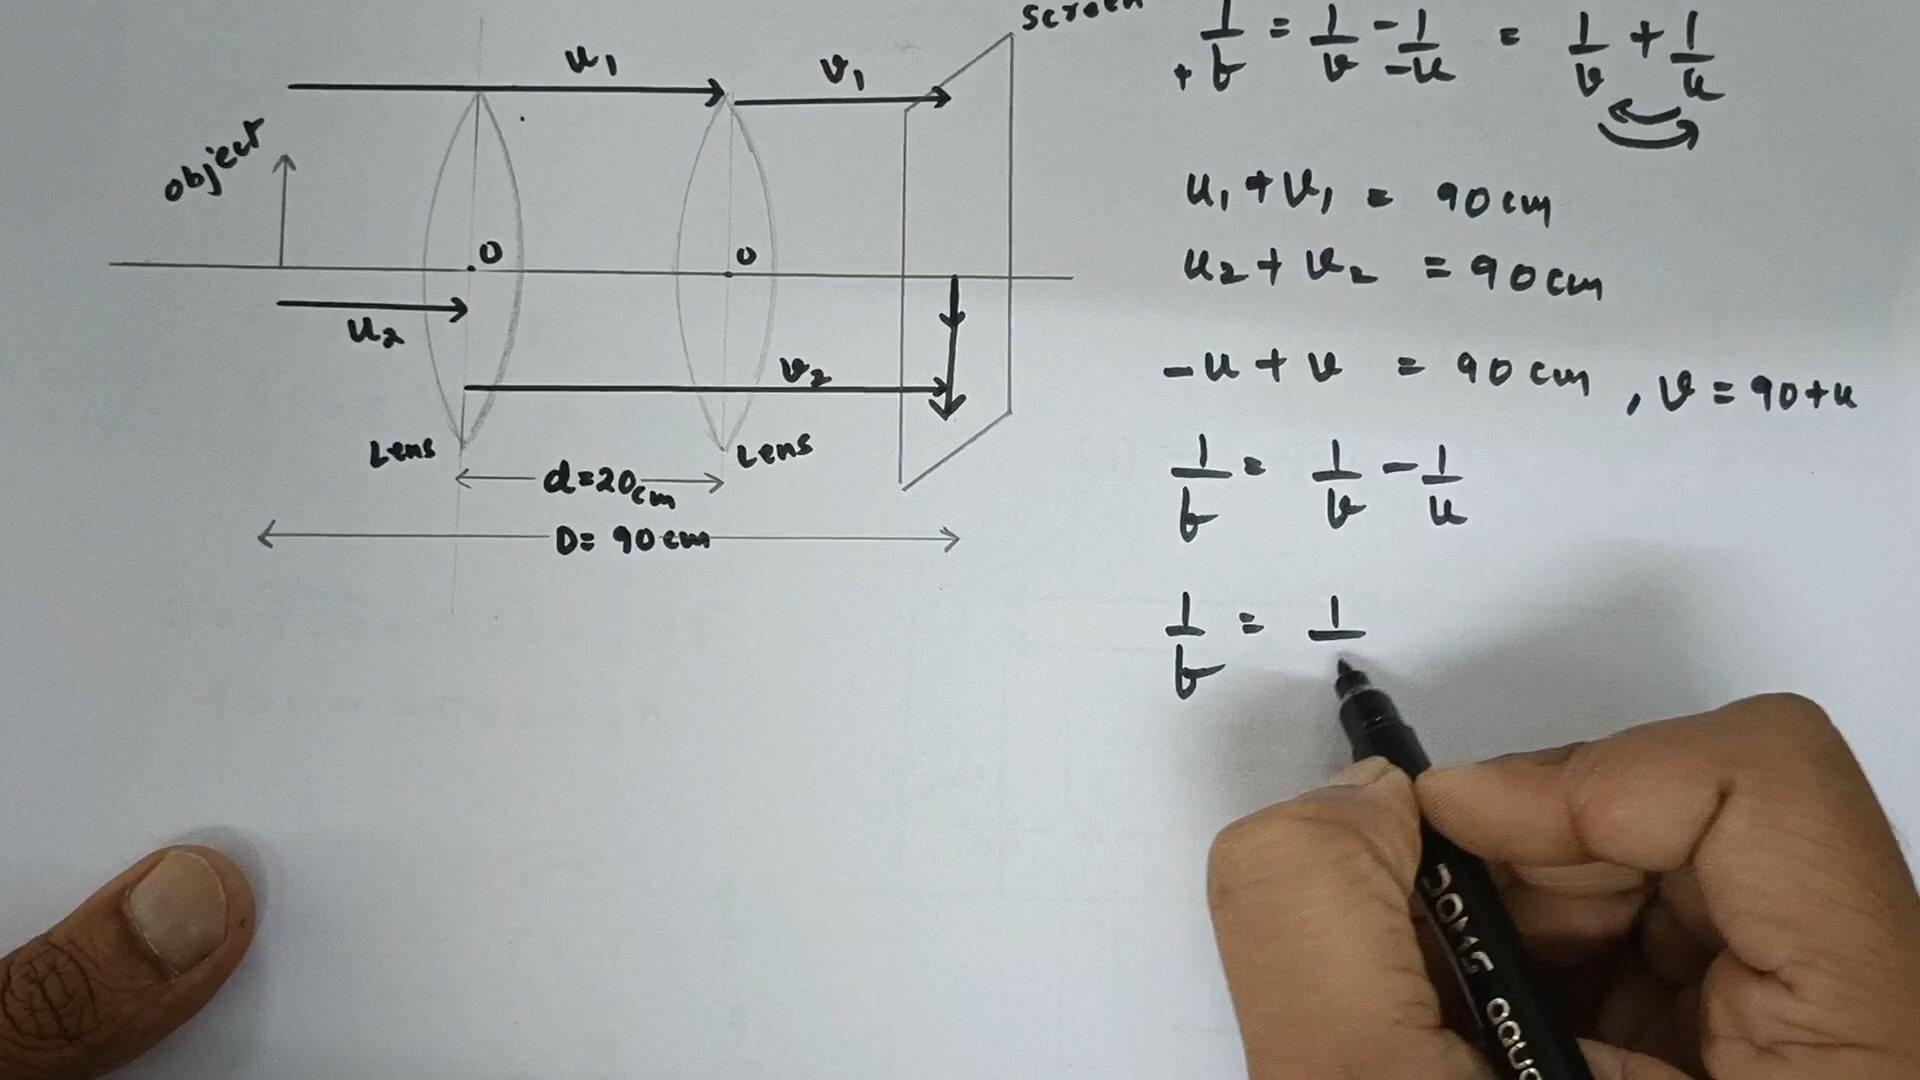 screen
1/f = 1/v - 1/-u = 1/v + 1/u
+
u₁
v₁
object
u₁ + v₁ = 90cm
O
O
u₂ + v₂ = 90cm
u₂
v₂
-u + v = 90cm, v = 90+u
Lens
Lens
d=20cm
1/f = 1/v - 1/u
D= 90cm
1/f = 1/
DOMS